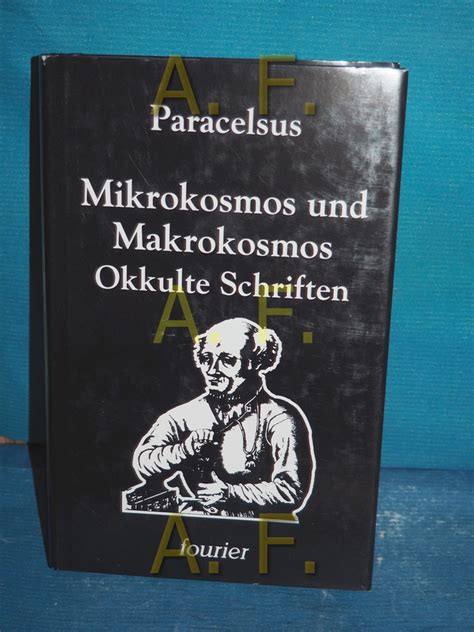 A. F.
Paracelsus
Mikrokosmos und
Makrokosmos
Okkulte Schriften
A. F.
A. F.
fourier